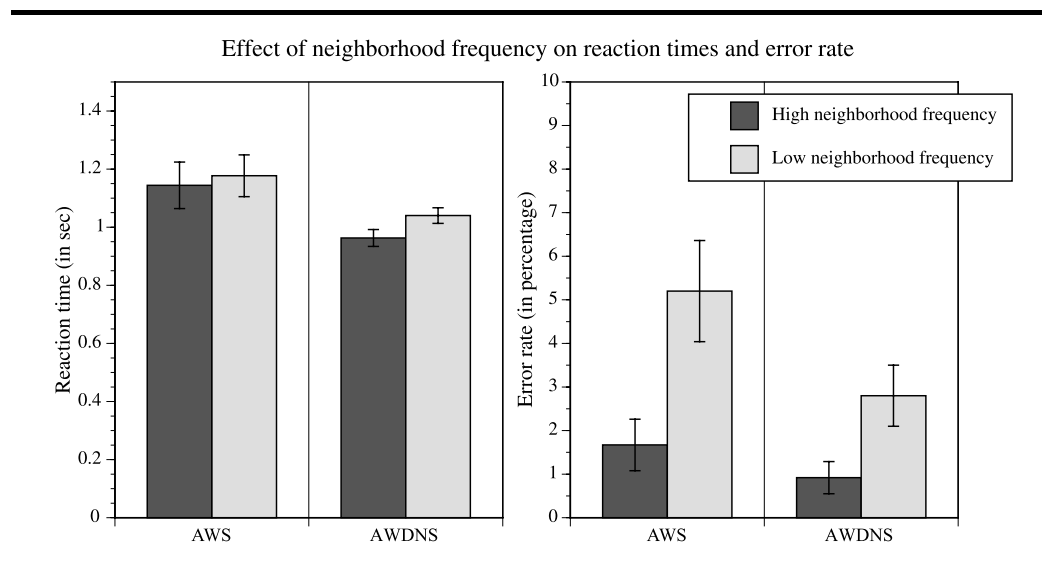 Effect of neighborhood frequency on reaction times and error rate
Reaction time (in sec)
1.4
1.2
1
0.8
0.6
0.4
0.2
0
AWS
AWDNS
Error rate (in percentage)
10
9
8
7
6
5
4
3
2
1
0
AWS
AWDNS
High neighborhood frequency
Low neighborhood frequency